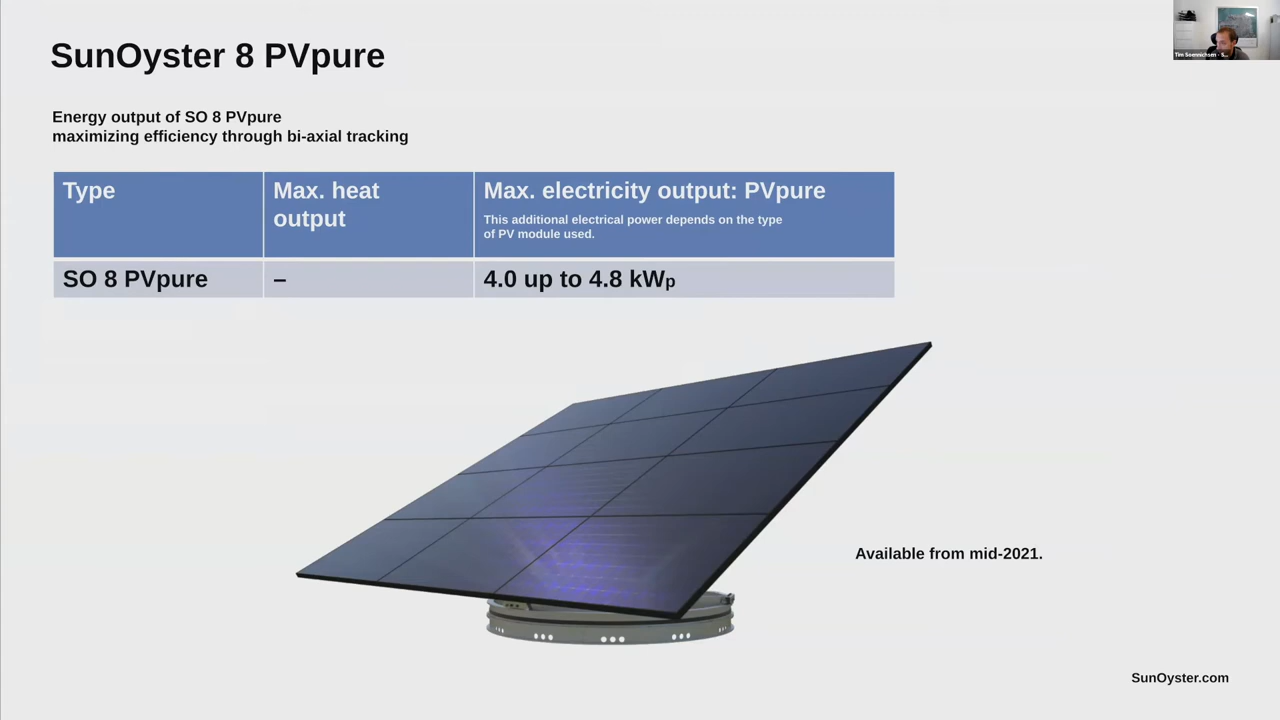 SunOyster 8 PVpure
Tim Soennichsen - S...
Energy output of SO 8 PVpure
maximizing efficiency through bi-axial tracking
Type
Max. heat
output
Max. electricity output: PVpure
This additional electrical power depends on the type
of PV module used.
SO 8 PVpure
–
4.0 up to 4.8 kWp
Available from mid-2021.
SunOyster.com